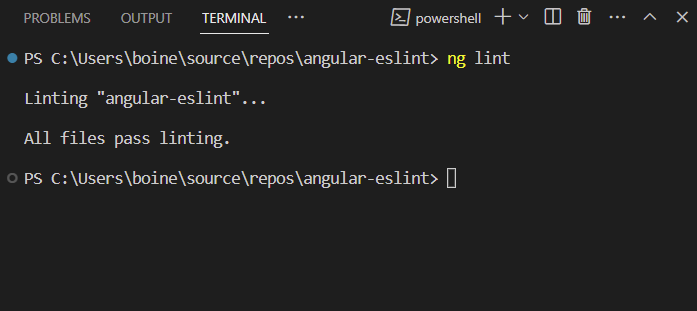 PROBLEMS OUTPUT TERMINAL ··· powershell
PS C:\Users\boine\source\repos\angular-eslint> ng lint
Linting "angular-eslint"...
All files pass linting.
PS C:\Users\boine\source\repos\angular-eslint>